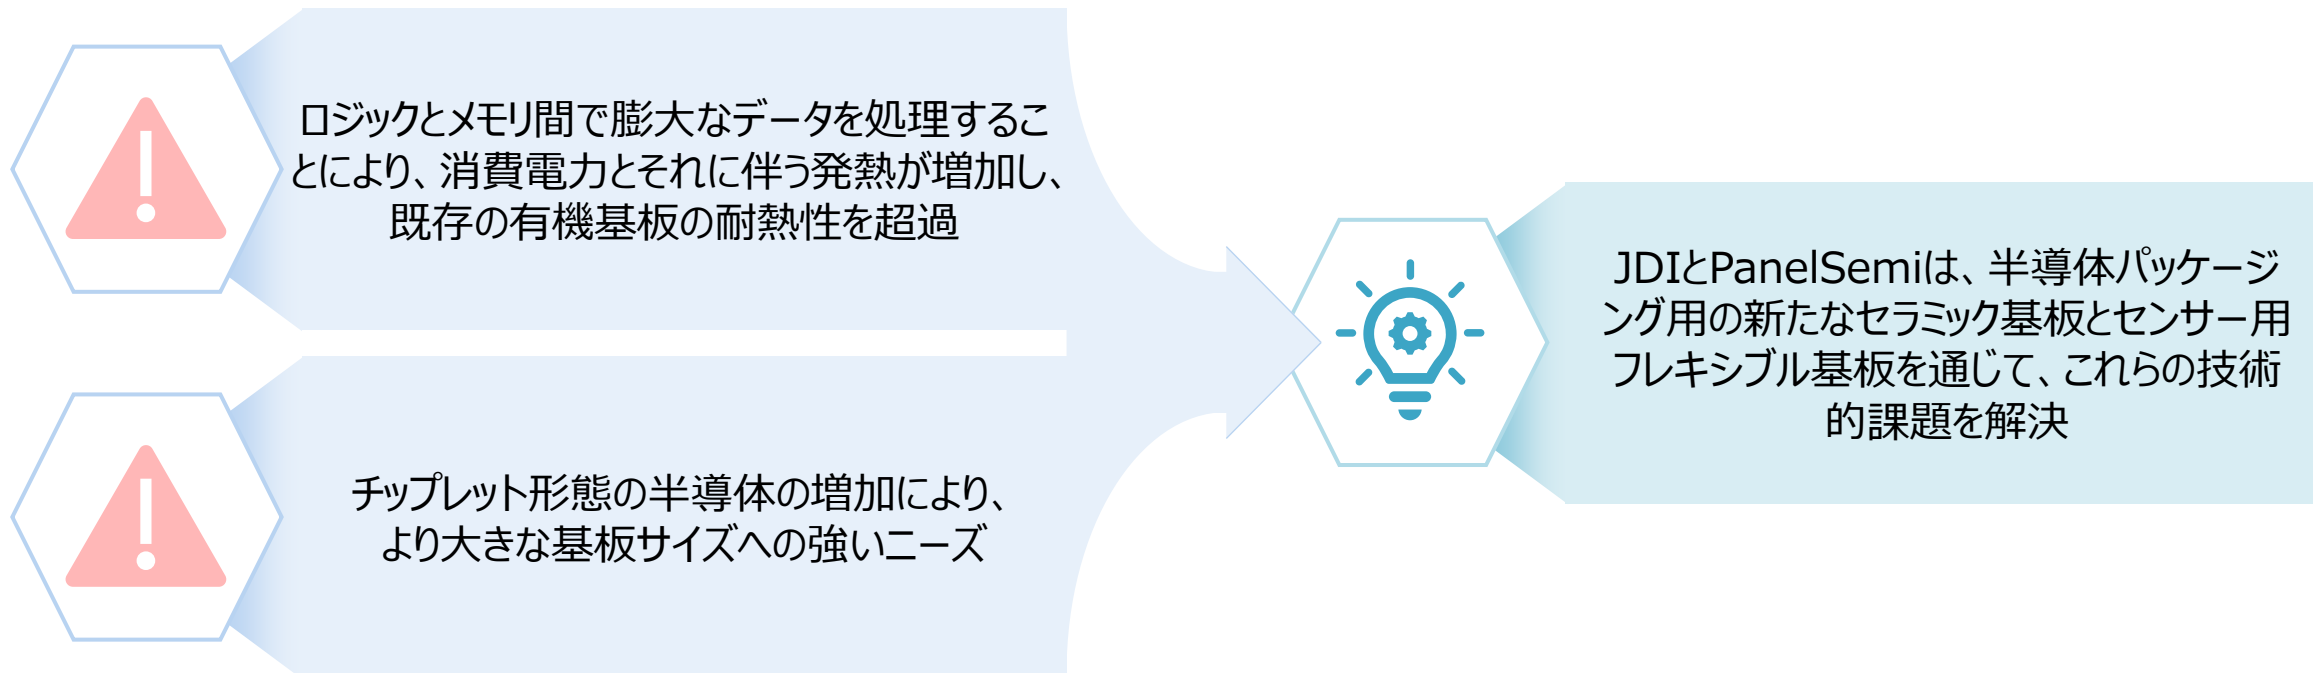 ロジックとメモリ間で膨大なデータを処理するこ
とにより、消費電力とそれに伴う発熱が増加し、
既存の有機基板の耐熱性を超過
チップレット形態の半導体の増加により、
より大きな基板サイズへの強いニーズ
JDIとPanelSemiは、半導体パッケージ
ング用の新たなセラミック基板とセンサー用
フレキシブル基板を通じて、これらの技術
的課題を解決